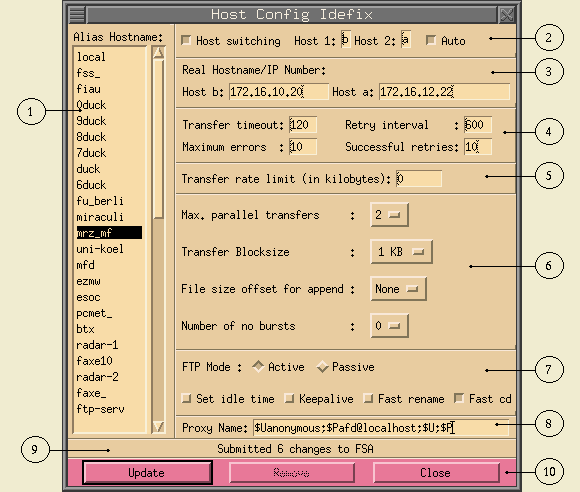 Host Config Idefix
Alias Hostname:
local
fss_
fiau
0duck
9duck
8duck
7duck
duck
6duck
fu_berli
miraculi
mrz_mf
uni-koel
mfd
ezmw
esoc
pcmet_
btx
radar-1
faxe10
radar-2
faxe_
ftp-serv
Host switching Host 1: b Host 2: a Auto
Real Hostname/IP Number:
Host b: 172.16.10.20 Host a: 172.16.12.22
Transfer timeout: 120 Retry interval : 600
Maximum errors : 10 Successful retries: 10
Transfer rate limit (in kilobytes): 0
Max. parallel transfers : 2
Transfer Blocksize : 1 KB
File size offset for append : None
Number of no bursts : 0
FTP Mode : Active Passive
Set idle time Keepalive Fast rename Fast cd
Proxy Name: $Uanonymous;$Pafd@localhost;$U;$P
Submitted 6 changes to FSA
Update Remove Close
1
2
3
4
5
6
7
8
9
10